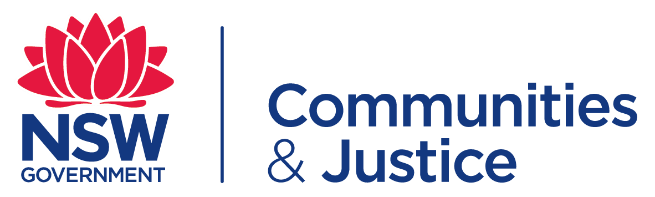 NSW
GOVERNMENT
Communities
& Justice